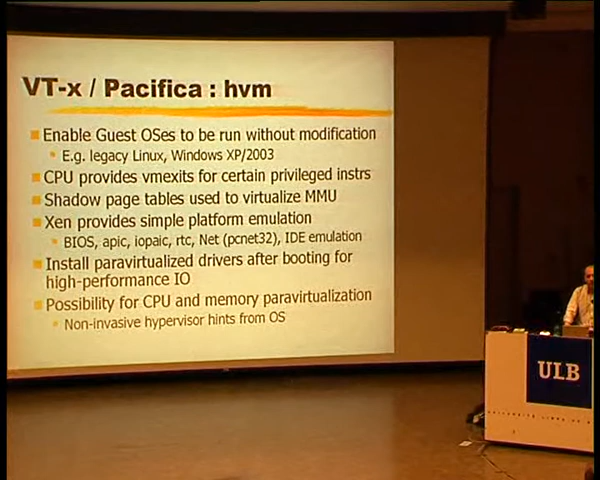 VT-x / Pacifica : hvm
Enable Guest OSes to be run without modification
E.g. legacy Linux, Windows XP/2003
CPU provides vmexits for certain privileged instrs
Shadow page tables used to virtualize MMU
Xen provides simple platform emulation
BIOS, apic, iopaic, rtc, Net (pcnet32), IDE emulation
Install paravirtualized drivers after booting for
high-performance IO
Possibility for CPU and memory paravirtualization
Non-invasive hypervisor hints from OS
ULB